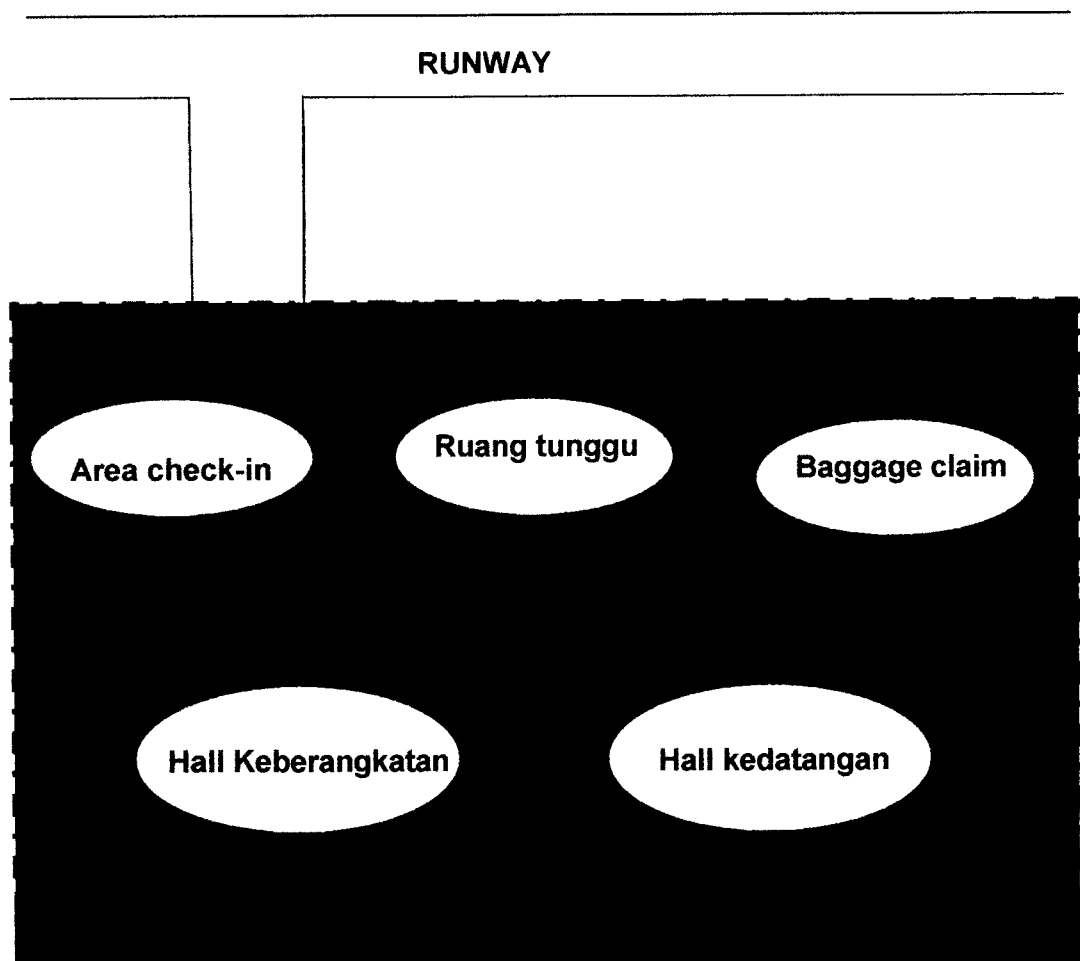 RUNWAY
Area check-in
Ruang tunggu
Baggage claim
Hall Keberangkatan
Hall kedatangan